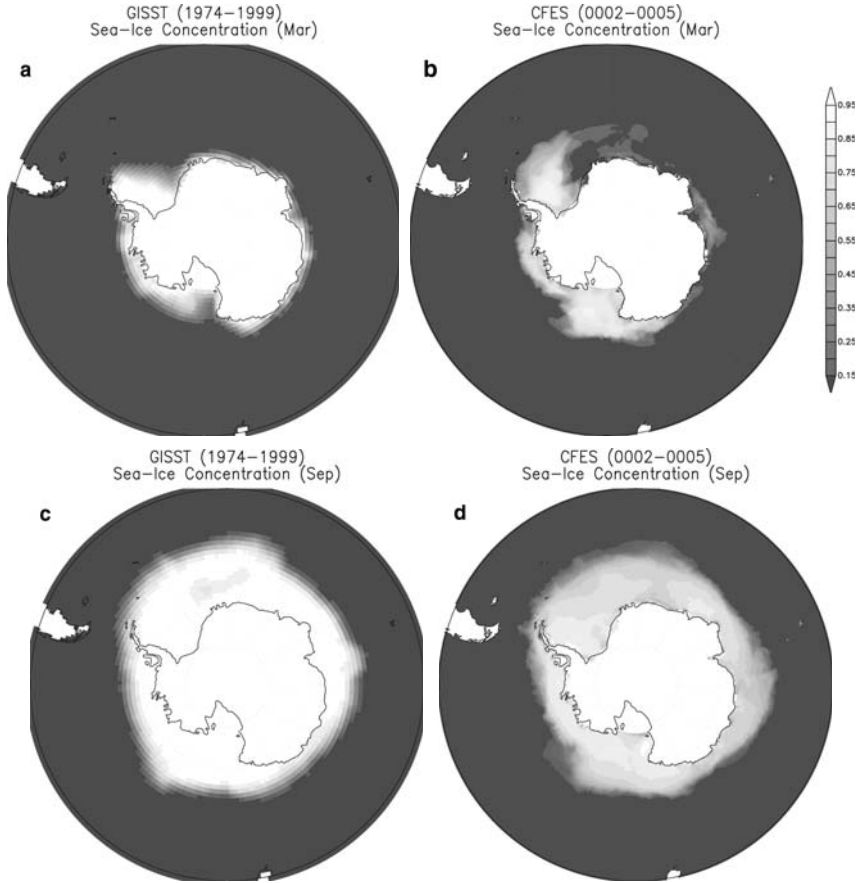 GISST (1974-1999)
Sea-Ice Concentration (Mar)
a
CFES (0002-0005)
Sea-Ice Concentration (Mar)
b
0.95
0.85
0.75
0.65
0.55
0.45
0.35
0.25
0.15
GISST (1974-1999)
Sea-Ice Concentration (Sep)
c
CFES (0002-0005)
Sea-Ice Concentration (Sep)
d